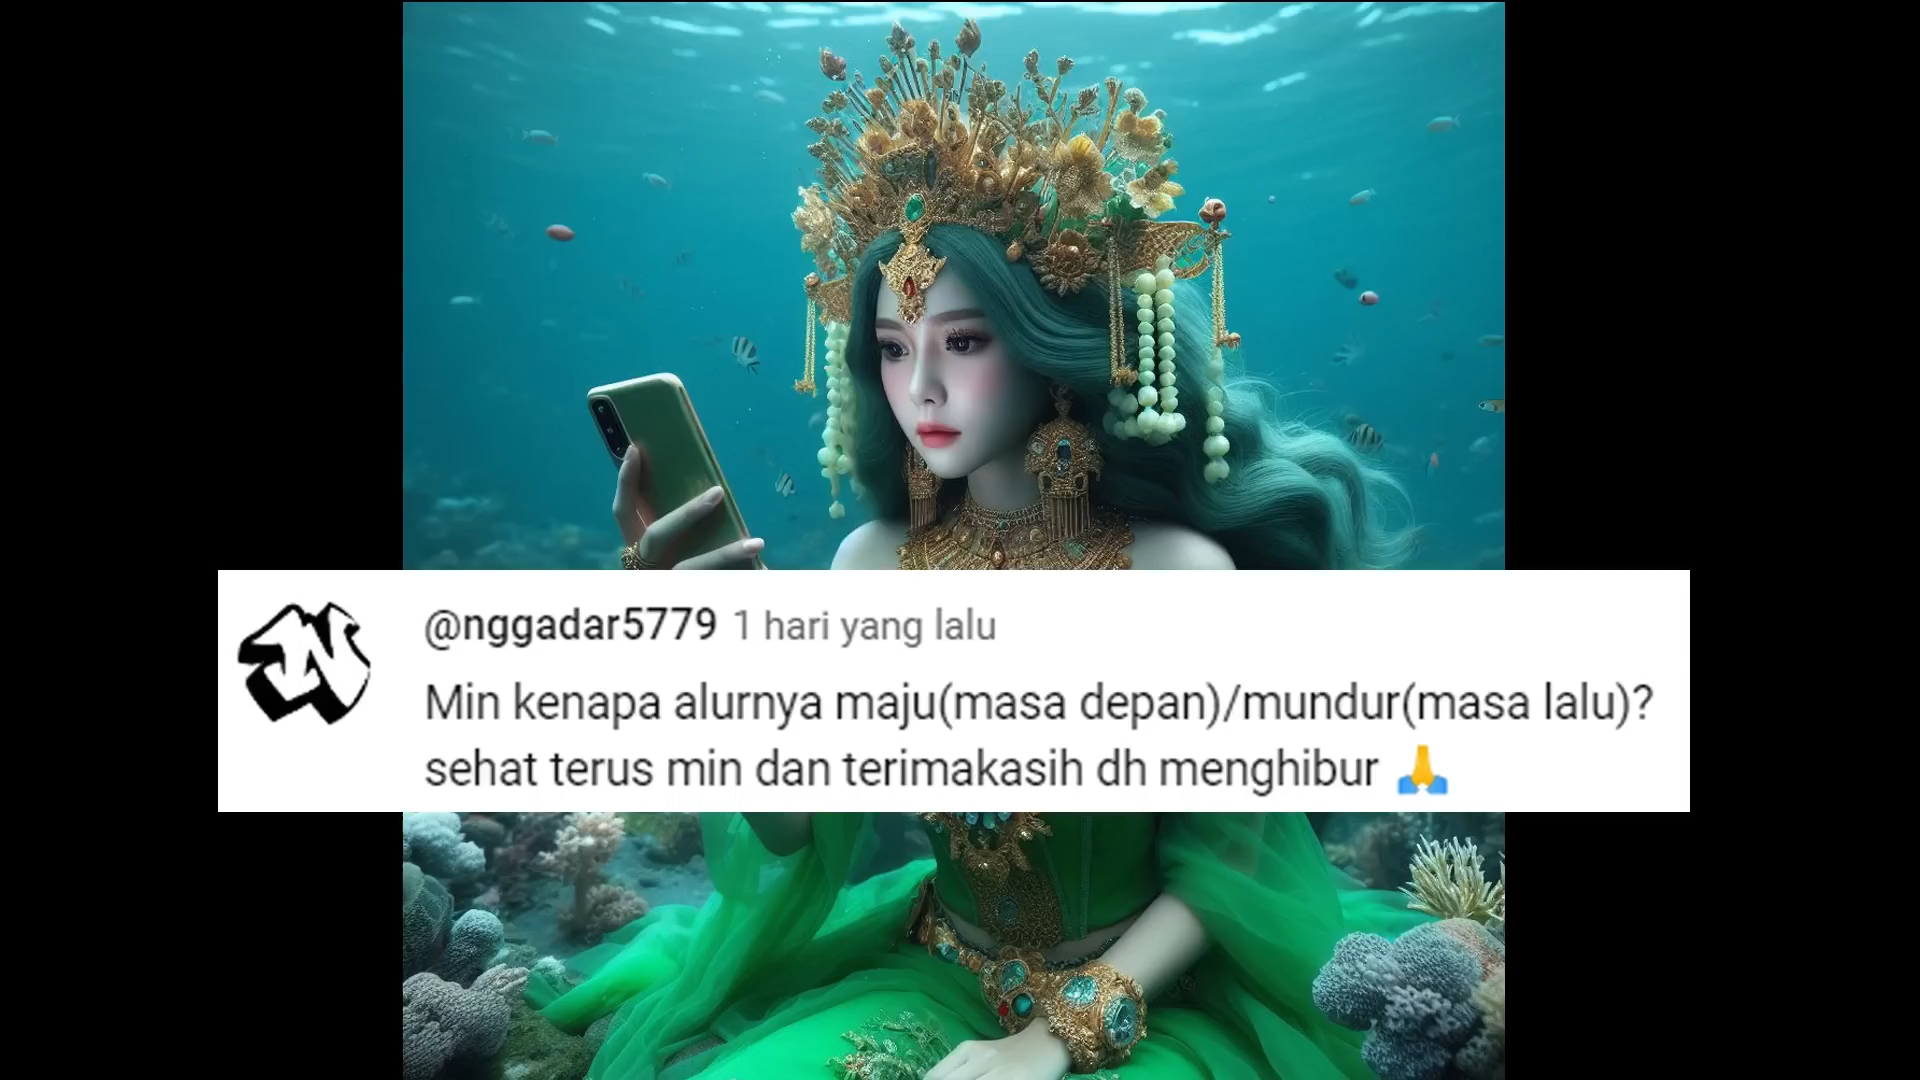 @nggadar5779 1 hari yang lalu
Min kenapa alurnya maju(masa depan)/mundur(masa lalu)?
sehat terus min dan terimakasih dh menghibur 🙏